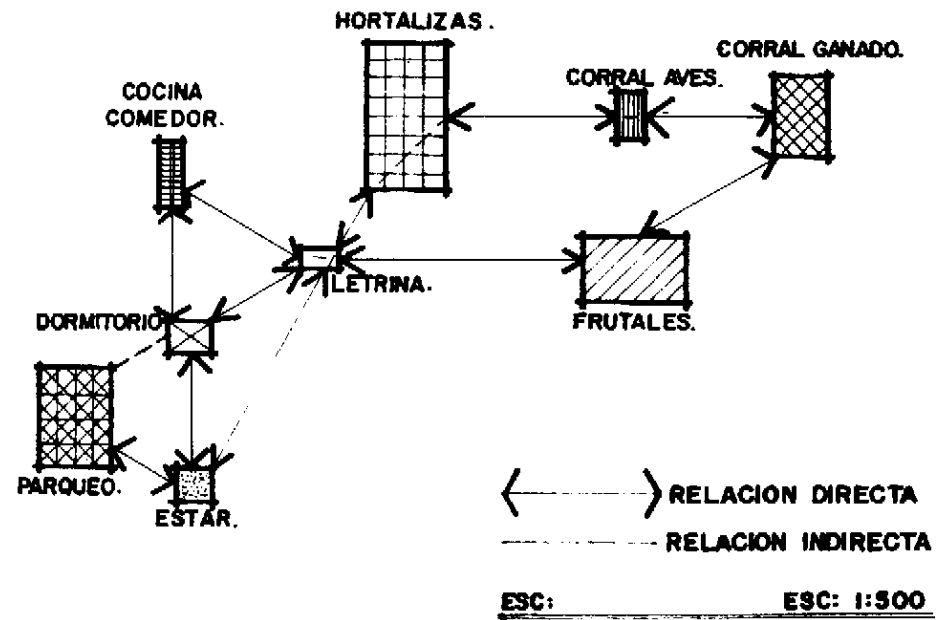 HORTALIZAS.
CORRAL GANADO.
CORRAL AVES.
COCINA
COMEDOR.
LETRINA.
DORMITORIO
FRUTALES.
PARQUEO.
ESTAR.
RELACION DIRECTA
RELACION INDIRECTA
ESC: ESC: 1:500